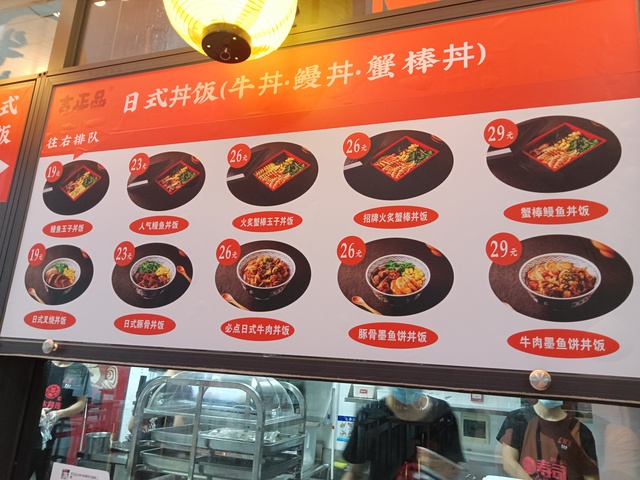 日式丼饭(牛丼·鳗丼·蟹棒丼)
往右排队
19元
23元
26元
26元
29元
鳗鱼玉子丼饭
人气鳗鱼丼饭
火炙蟹棒玉子丼饭
招牌火炙蟹棒丼饭
蟹棒鳗鱼丼饭
19元
23元
26元
26元
29元
日式叉烧丼饭
日式豚骨丼饭
必点日式牛肉丼饭
豚骨墨鱼饼丼饭
牛肉墨鱼饼丼饭
式
饭
寿司